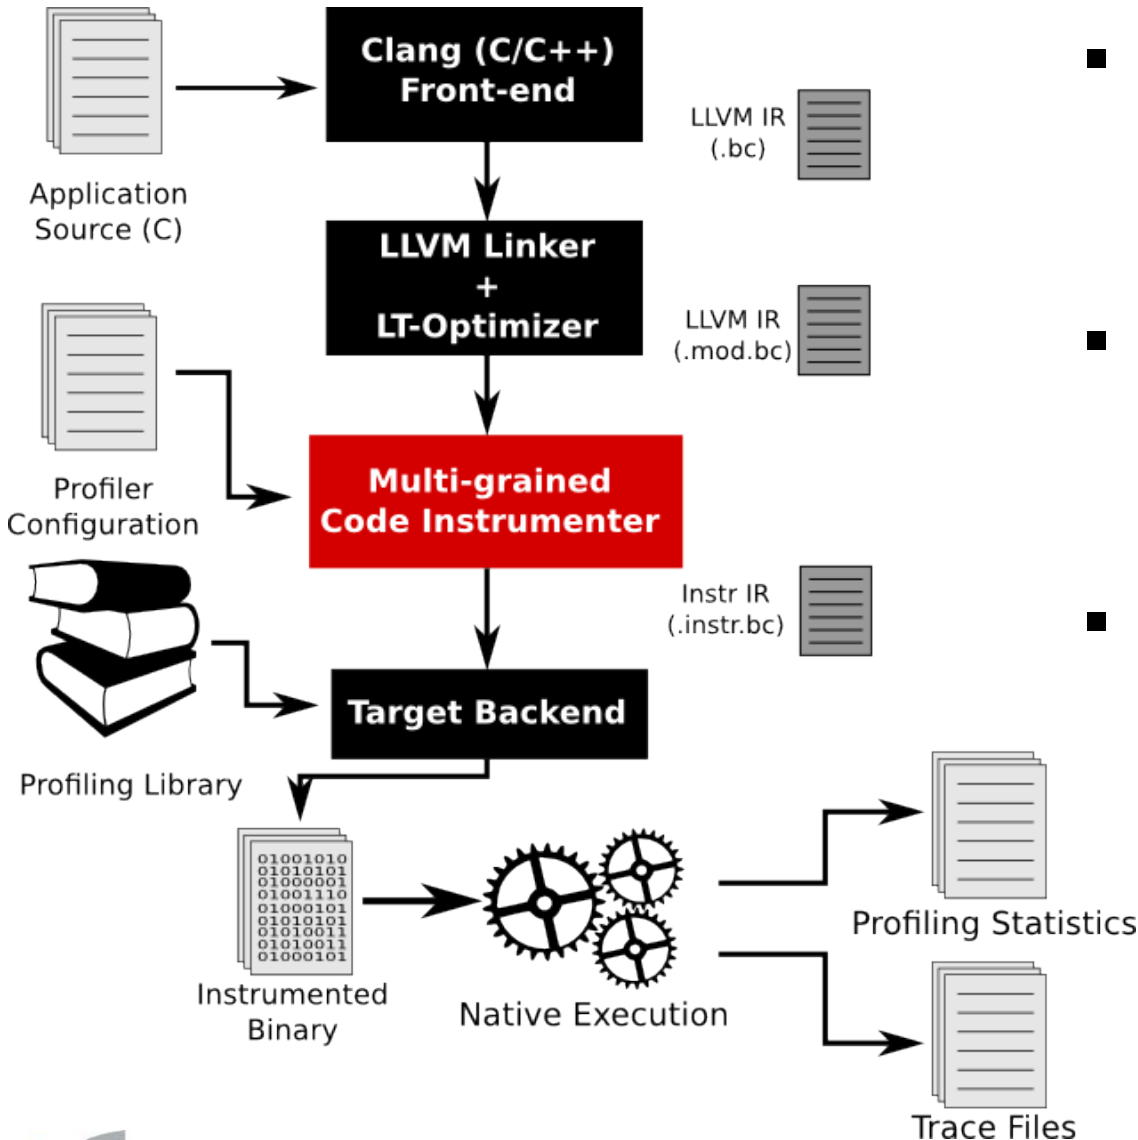 Clang (C/C++)
Front-end
LLVM IR
(.bc)
Application
Source (C)
LLVM Linker
+
LT-Optimizer
LLVM IR
(.mod.bc)
Profiler
Configuration
Multi-grained
Code Instrumenter
Instr IR
(.instr.bc)
Target Backend
Profiling Library
01001010
01010101
01000001
01001110
01000101
01010101
01010011
01010011
01000101
Instrumented
Binary
Native Execution
Profiling Statistics
Trace Files